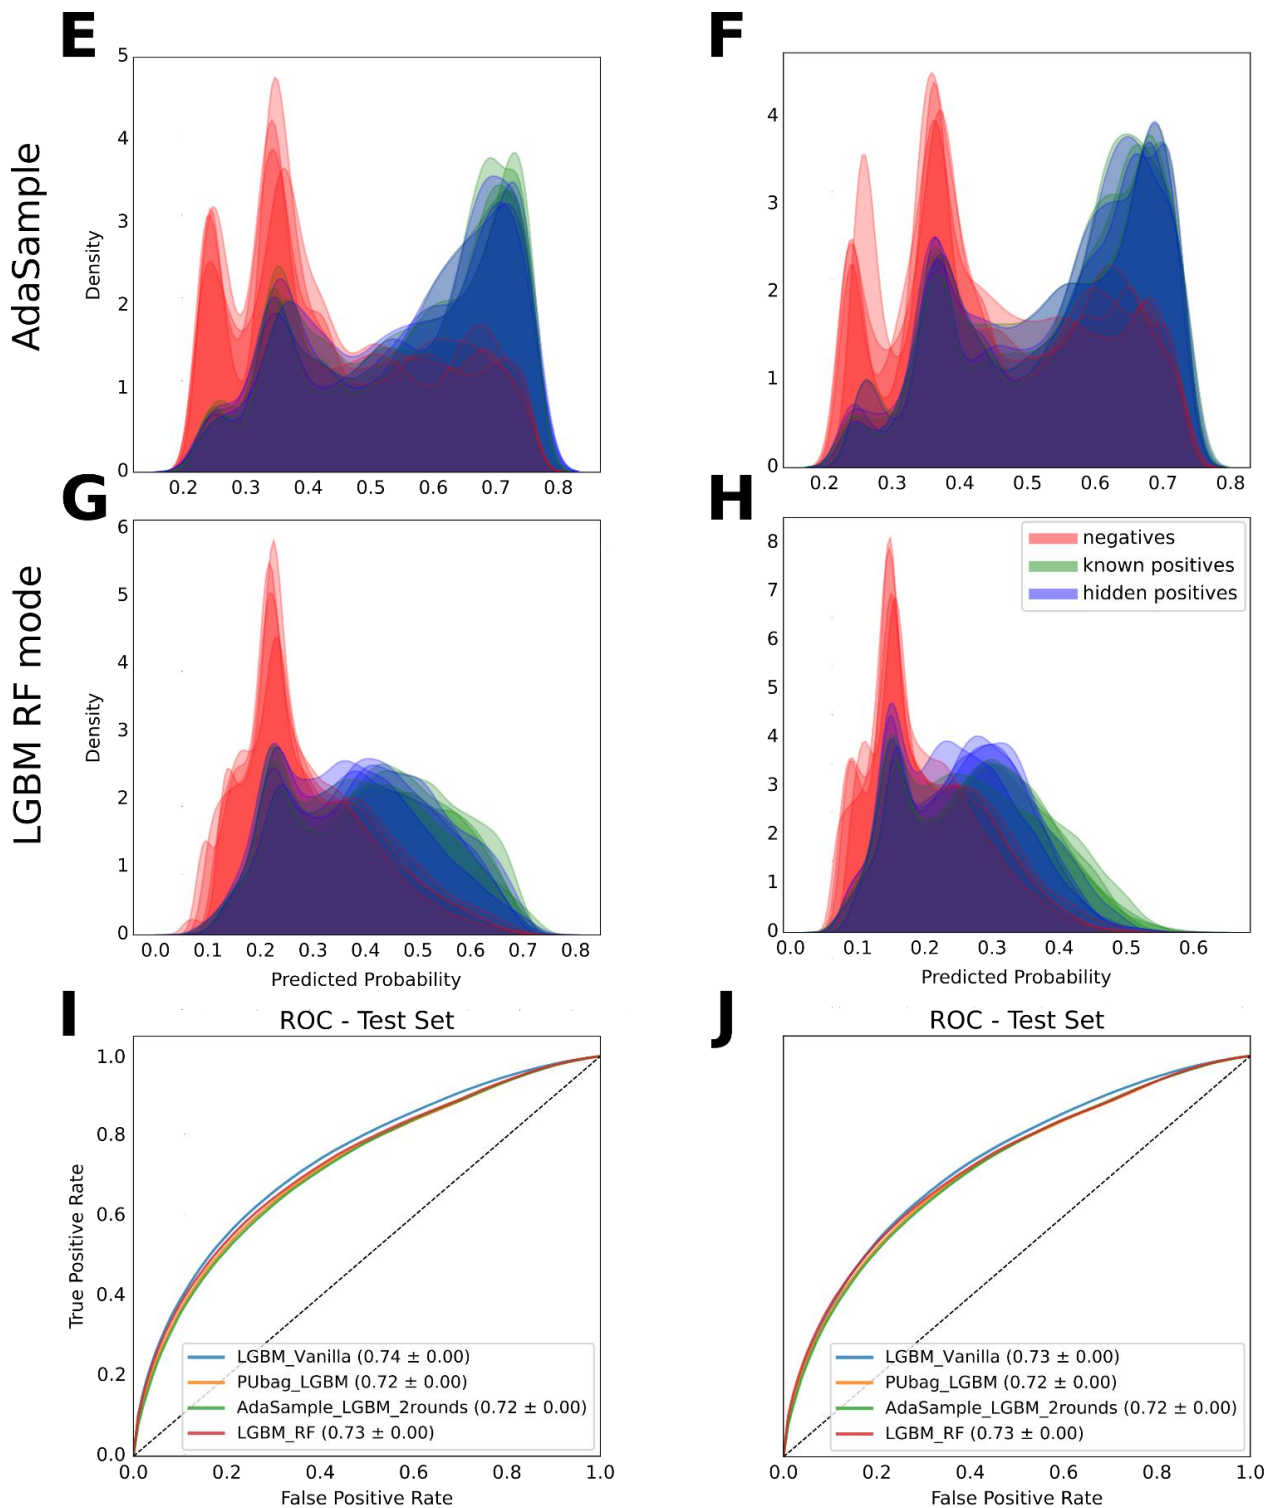 E
F
AdaSample
Density
5
4
3
2
1
0
0.2 0.3 0.4 0.5 0.6 0.7 0.8
4
3
2
1
0
0.2 0.3 0.4 0.5 0.6 0.7 0.8
G
H
LGBM RF mode
Density
6
5
4
3
2
1
0
0.0 0.1 0.2 0.3 0.4 0.5 0.6 0.7 0.8
Predicted Probability
8
7
6
5
4
3
2
1
0
negatives
known positives
hidden positives
0.0 0.1 0.2 0.3 0.4 0.5 0.6
Predicted Probability
I
J
ROC - Test Set
True Positive Rate
1.0
0.8
0.6
0.4
0.2
0.0
LGBM_Vanilla (0.74 ± 0.00)
PUbag_LGBM (0.72 ± 0.00)
AdaSample_LGBM_2rounds (0.72 ± 0.00)
LGBM_RF (0.73 ± 0.00)
0.0 0.2 0.4 0.6 0.8 1.0
False Positive Rate
ROC - Test Set
LGBM_Vanilla (0.73 ± 0.00)
PUbag_LGBM (0.72 ± 0.00)
AdaSample_LGBM_2rounds (0.72 ± 0.00)
LGBM_RF (0.73 ± 0.00)
0.0 0.2 0.4 0.6 0.8 1.0
False Positive Rate